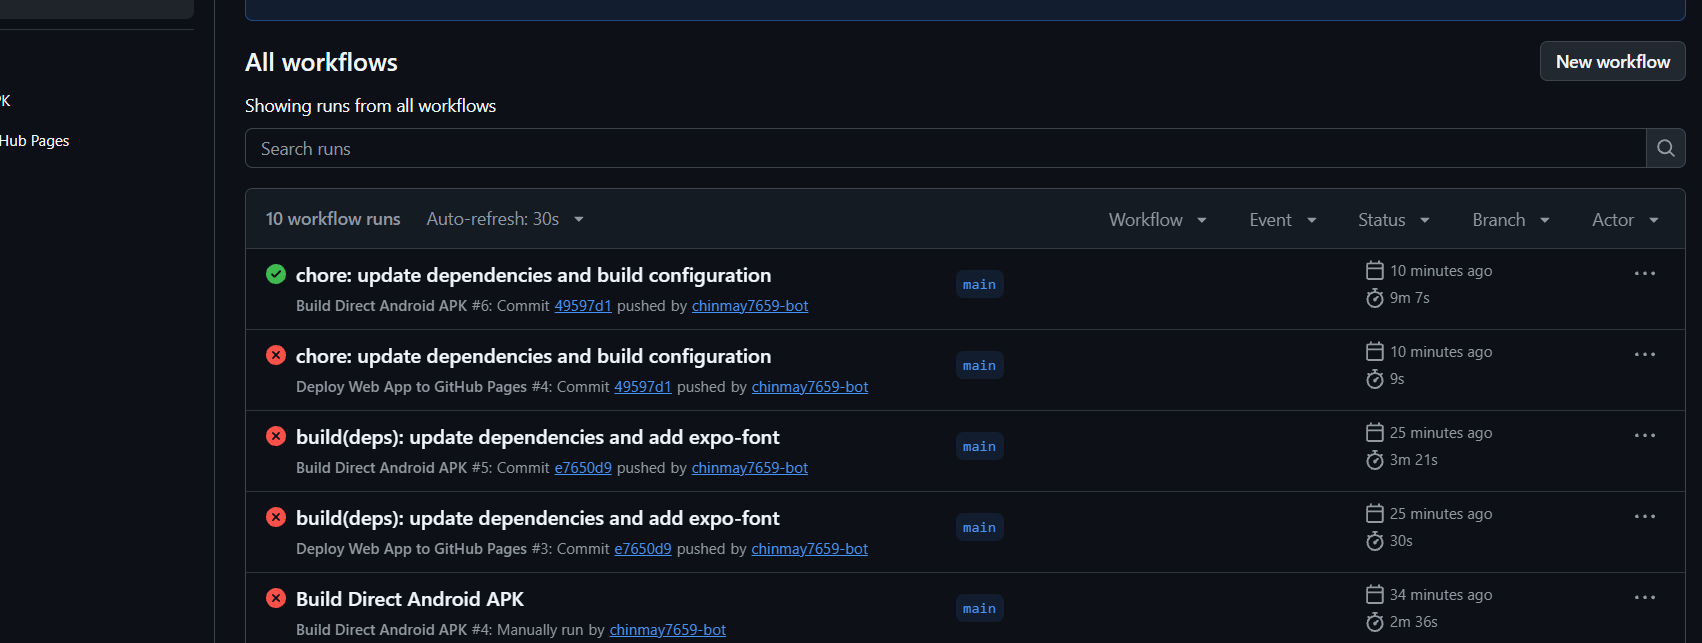 All workflows
New workflow
Showing runs from all workflows
K
Hub Pages
Search runs
10 workflow runs Auto-refresh: 30s Workflow Event Status Branch Actor
chore: update dependencies and build configuration
Build Direct Android APK #6: Commit 49597d1 pushed by chinmay7659-bot
main
10 minutes ago
9m 7s
chore: update dependencies and build configuration
Deploy Web App to GitHub Pages #4: Commit 49597d1 pushed by chinmay7659-bot
main
10 minutes ago
9s
build(deps): update dependencies and add expo-font
Build Direct Android APK #5: Commit e7650d9 pushed by chinmay7659-bot
main
25 minutes ago
3m 21s
build(deps): update dependencies and add expo-font
Deploy Web App to GitHub Pages #3: Commit e7650d9 pushed by chinmay7659-bot
main
25 minutes ago
30s
Build Direct Android APK
Build Direct Android APK #4: Manually run by chinmay7659-bot
main
34 minutes ago
2m 36s